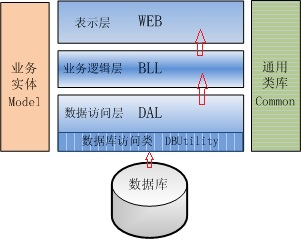 表示层 WEB
业务
实体
Model
业务逻辑层 BLL
数据访问层 DAL
数据库访问类 DBUtility
通用
类库
Common
数据库